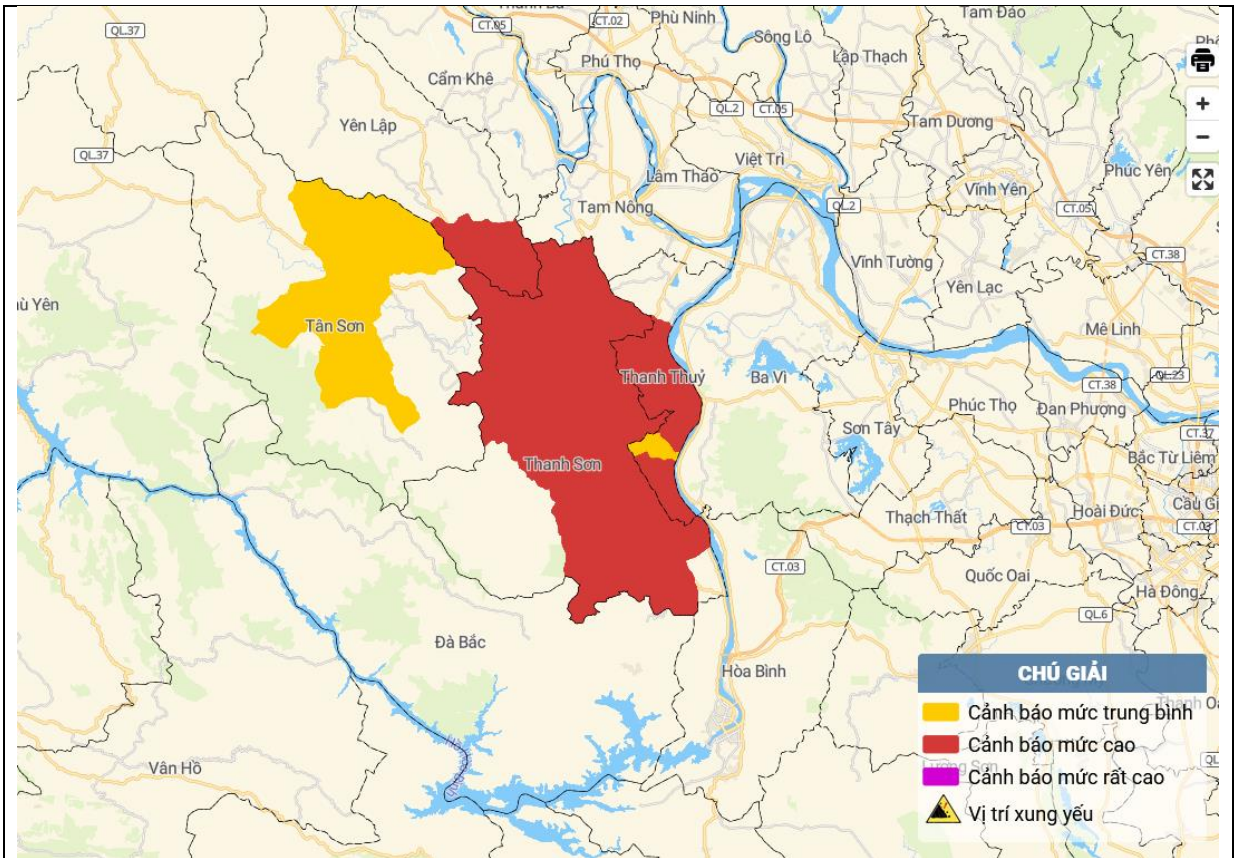 CT.05
CT.02
Phù Ninh
Tam Đảo
QL.37
Sông Lô
Phú Thọ
Lập Thạch
Cẩm Khê
QL.2
CT.05
Tam Dương
Yên Lập
QL.37
Việt Trì
Phúc Yên
Lâm Thao
Vĩnh Yên
Tam Nông
QL.2
CT.05
CT.38
Vĩnh Tường
Yên Lạc
Tân Sơn
Mê Linh
Thanh Thuỷ
Ba Vì
QL.23
CT.38
Phúc Thọ
Đan Phượng
Sơn Tây
CT.37
Bắc Từ Liêm
Thanh Sơn
Thạch Thất
Hoài Đức
CT.03
CT.03
CT.03
Quốc Oai
Hà Đông
QL.6
Đà Bắc
Hòa Bình
Vân Hồ
+
−
CHÚ GIẢI
Cảnh báo mức trung bình
Cảnh báo mức cao
Cảnh báo mức rất cao
Vị trí xung yếu